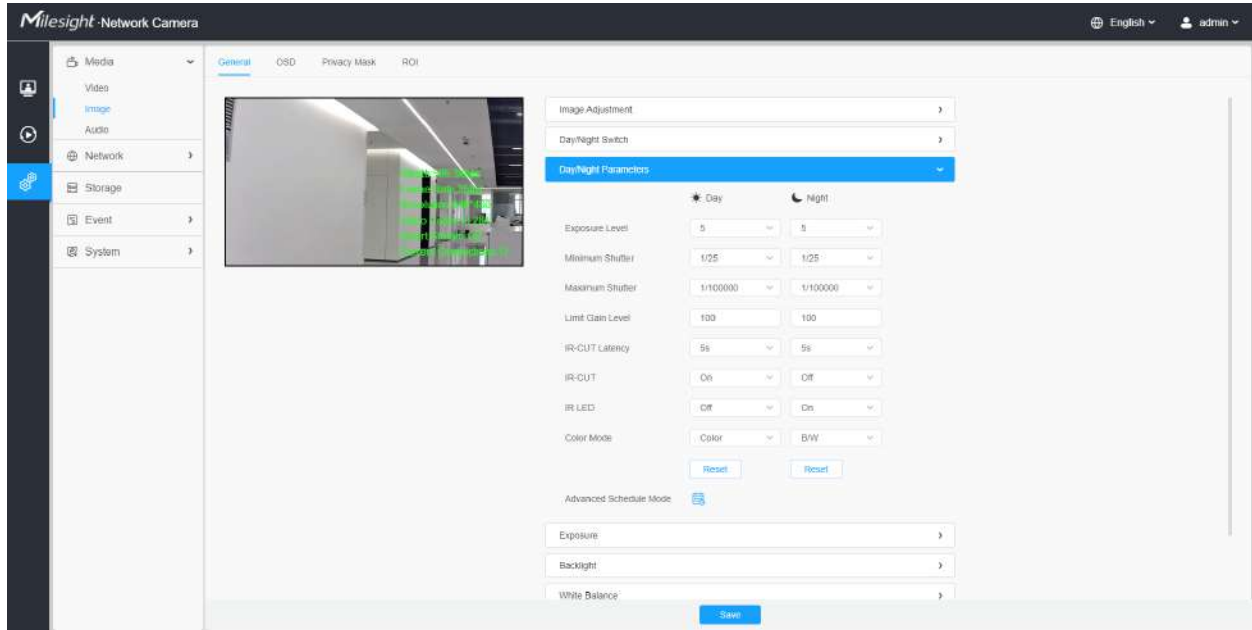 Milesight·Network Camera
English
admin
Media
Video
Image
Audio
Network
Storage
Event
System
General OSD Privacy Mask ROI
Image Adjustment
Day/Night Switch
Day/Night Parameters
Day Night
Exposure Level 5 5
Minimum Shutter 1/25 1/25
Maximum Shutter 1/100000 1/100000
Limit Gain Level 100 100
IR-CUT Latency 5s 5s
IR-CUT On Off
IR LED Off On
Color Mode Color B/W
Reset Reset
Advanced Schedule Mode
Exposure
Backlight
White Balance
Save